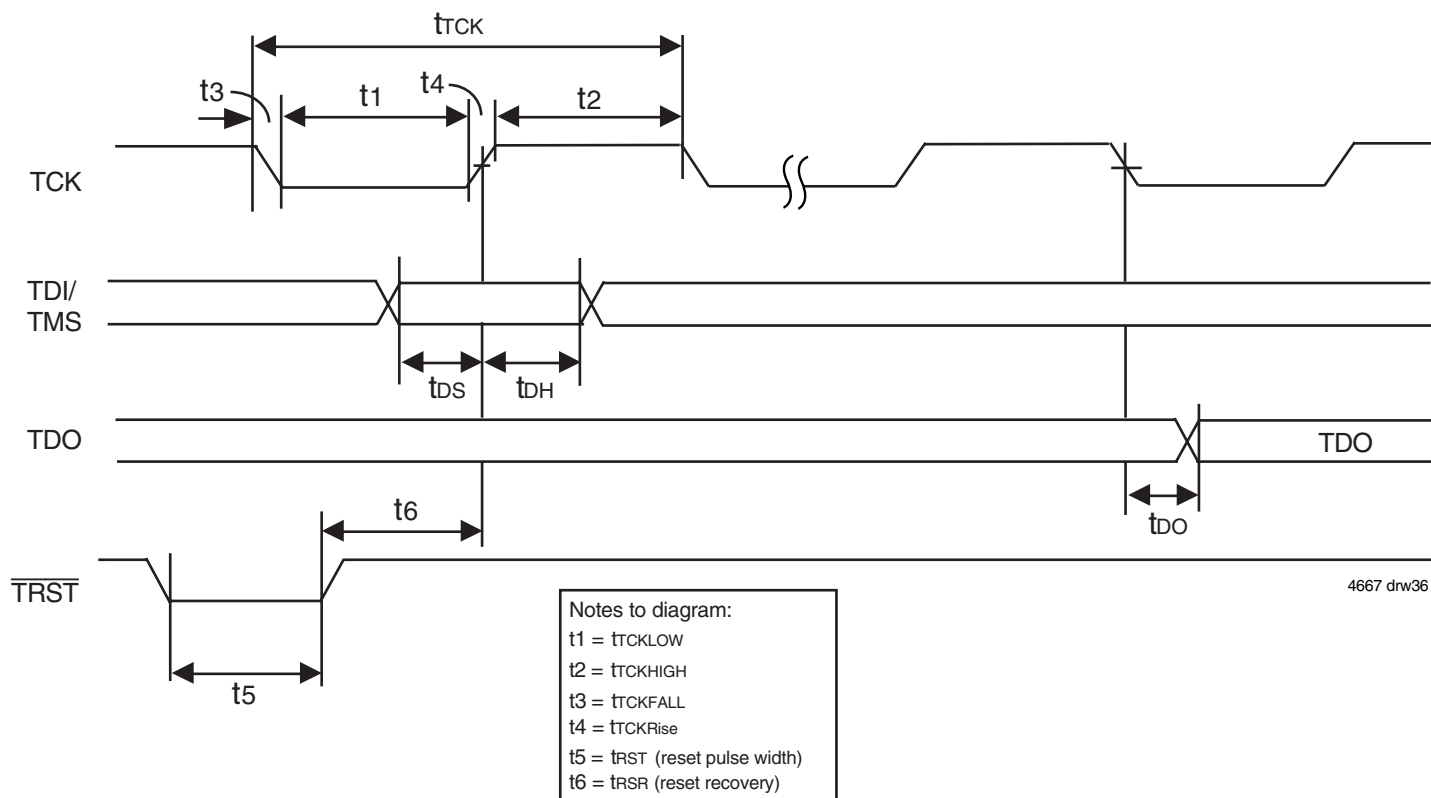 tTCK
t3
t1
t4
t2
TCK
TDI/
TMS
tDS
tDH
TDO
TDO
t6
tDO
TRST
4667 drw36
t5
Notes to diagram:
t1 = tTCKLOW
t2 = tTCKHIGH
t3 = tTCKFALL
t4 = tTCKRise
t5 = tRST (reset pulse width)
t6 = tRSR (reset recovery)